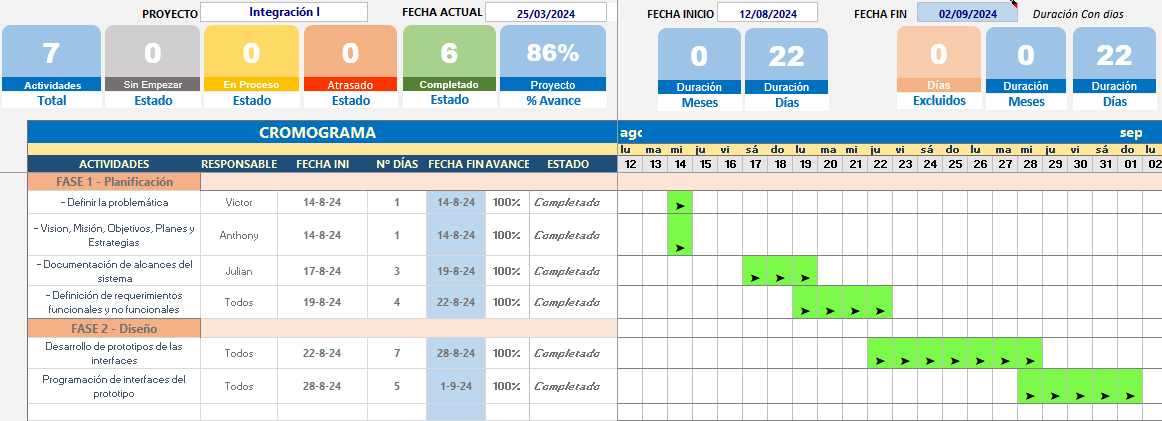 PROYECTO Integración I FECHA ACTUAL 25/03/2024 FECHA INICIO 12/08/2024 FECHA FIN 02/09/2024 Duración Con dias
7 0 0 0 6 86% 0 22 0 0 22
Actividades Sin Empezar En Proceso Atrasado Completado Proyecto Duración Duración Días Duración Duración
Total Estado Estado Estado Estado % Avance Meses Días Excluidos Meses Días
CROMOGRAMA ago sep
lu ma mi ju vi sá do lu ma mi ju vi sá do lu ma mi ju vi sá do lu
ACTIVIDADES RESPONSABLE FECHA INI N° DÍAS FECHA FIN AVANCE ESTADO 12 13 14 15 16 17 18 19 20 21 22 23 24 25 26 27 28 29 30 31 01 02
FASE 1 - Planificación
- Definir la problemática Victor 14-8-24 1 14-8-24 100% Completado
- Vision, Misión, Objetivos, Planes y
Estrategias Anthony 14-8-24 1 14-8-24 100% Completado
- Documentación de alcances del
sistema Julian 17-8-24 3 19-8-24 100% Completado
- Definición de requerimientos
funcionales y no funcionales Todos 19-8-24 4 22-8-24 100% Completado
FASE 2 - Diseño
Desarrollo de prototipos de las
interfaces Todos 22-8-24 7 28-8-24 100% Completado
Programación de interfaces del
prototipo Todos 28-8-24 5 1-9-24 100% Completado